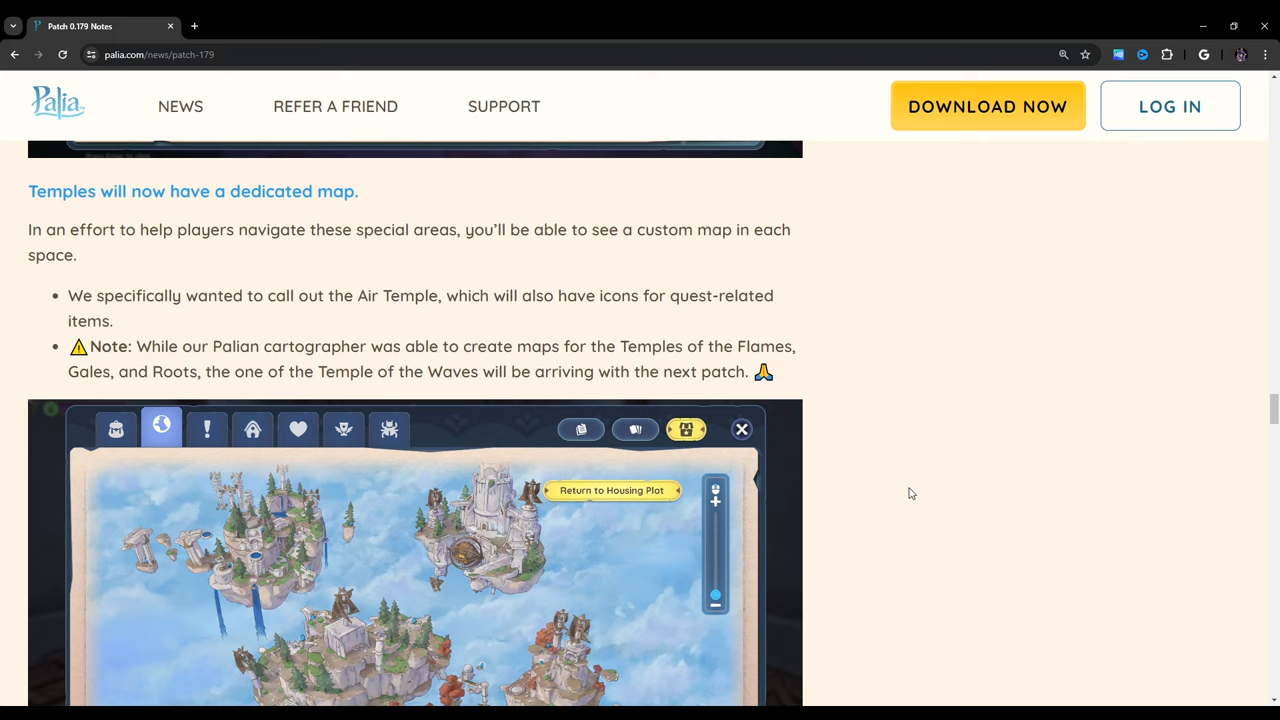 Patch 0.179 Notes
palia.com/news/patch-179
Palia
NEWS
REFER A FRIEND
SUPPORT
DOWNLOAD NOW
LOG IN
Temples will now have a dedicated map.
In an effort to help players navigate these special areas, you’ll be able to see a custom map in each
space.
• We specifically wanted to call out the Air Temple, which will also have icons for quest-related
items.
• ⚠️Note: While our Palian cartographer was able to create maps for the Temples of the Flames,
Gales, and Roots, the one of the Temple of the Waves will be arriving with the next patch. 🙏
Return to Housing Plot